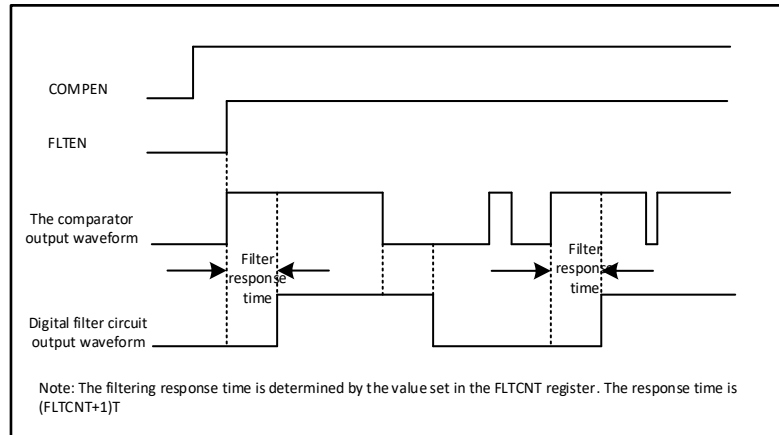 COMPEN
FLTEN
The comparator
output waveform
Filter
response
time
Filter
response
time
Digital filter circuit
output waveform
Note: The filtering response time is determined by the value set in the FLTCNT register. The response time is
(FLTCNT+1)T